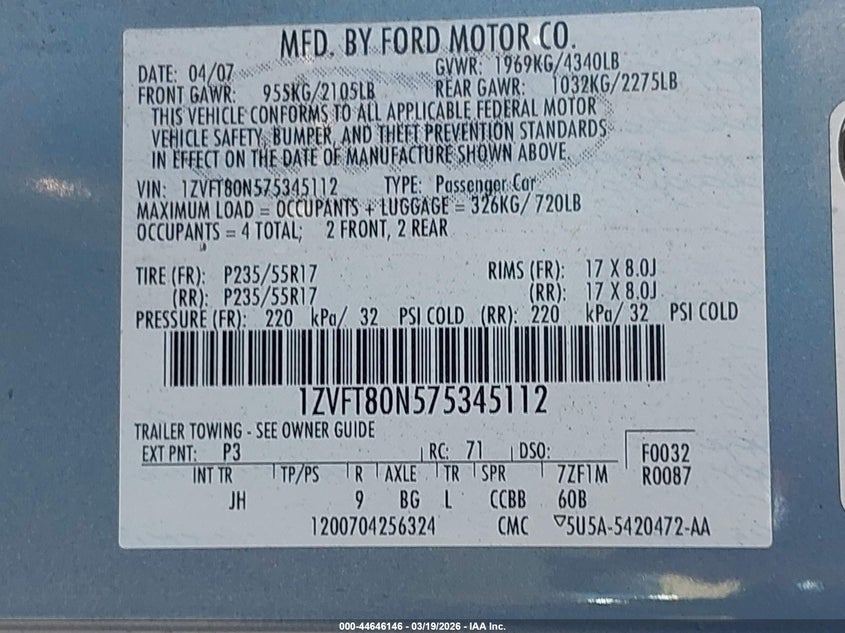 MFD. BY FORD MOTOR CO.
DATE: 04/07 GVWR: 1969KG/4340LB
FRONT GAWR: 955KG/2105LB REAR GAWR: 1032KG/2275LB
THIS VEHICLE CONFORMS TO ALL APPLICABLE FEDERAL MOTOR
VEHICLE SAFETY, BUMPER, AND THEFT PREVENTION STANDARDS
IN EFFECT ON THE DATE OF MANUFACTURE SHOWN ABOVE.
VIN: 1ZVFT80N575345112 TYPE: Passenger Car
MAXIMUM LOAD = OCCUPANTS + LUGGAGE = 326KG/ 720LB
OCCUPANTS = 4 TOTAL; 2 FRONT, 2 REAR
TIRE (FR): P235/55R17 RIMS (FR): 17 X 8.0J
(RR): P235/55R17 (RR): 17 X 8.0J
PRESSURE (FR): 220 kPa/ 32 PSI COLD (RR): 220 kPa/ 32 PSI COLD
1ZVFT80N575345112
TRAILER TOWING - SEE OWNER GUIDE
EXT PNT: P3 RC: 71 DSO: F0032
INT TR TP/PS R AXLE TR SPR 7ZF1M R0087
JH 9 BG L CCBB 60B
1200704256324 CMC ▽5U5A-5420472-AA
000-44646146 - 03/19/2026 - IAA Inc.